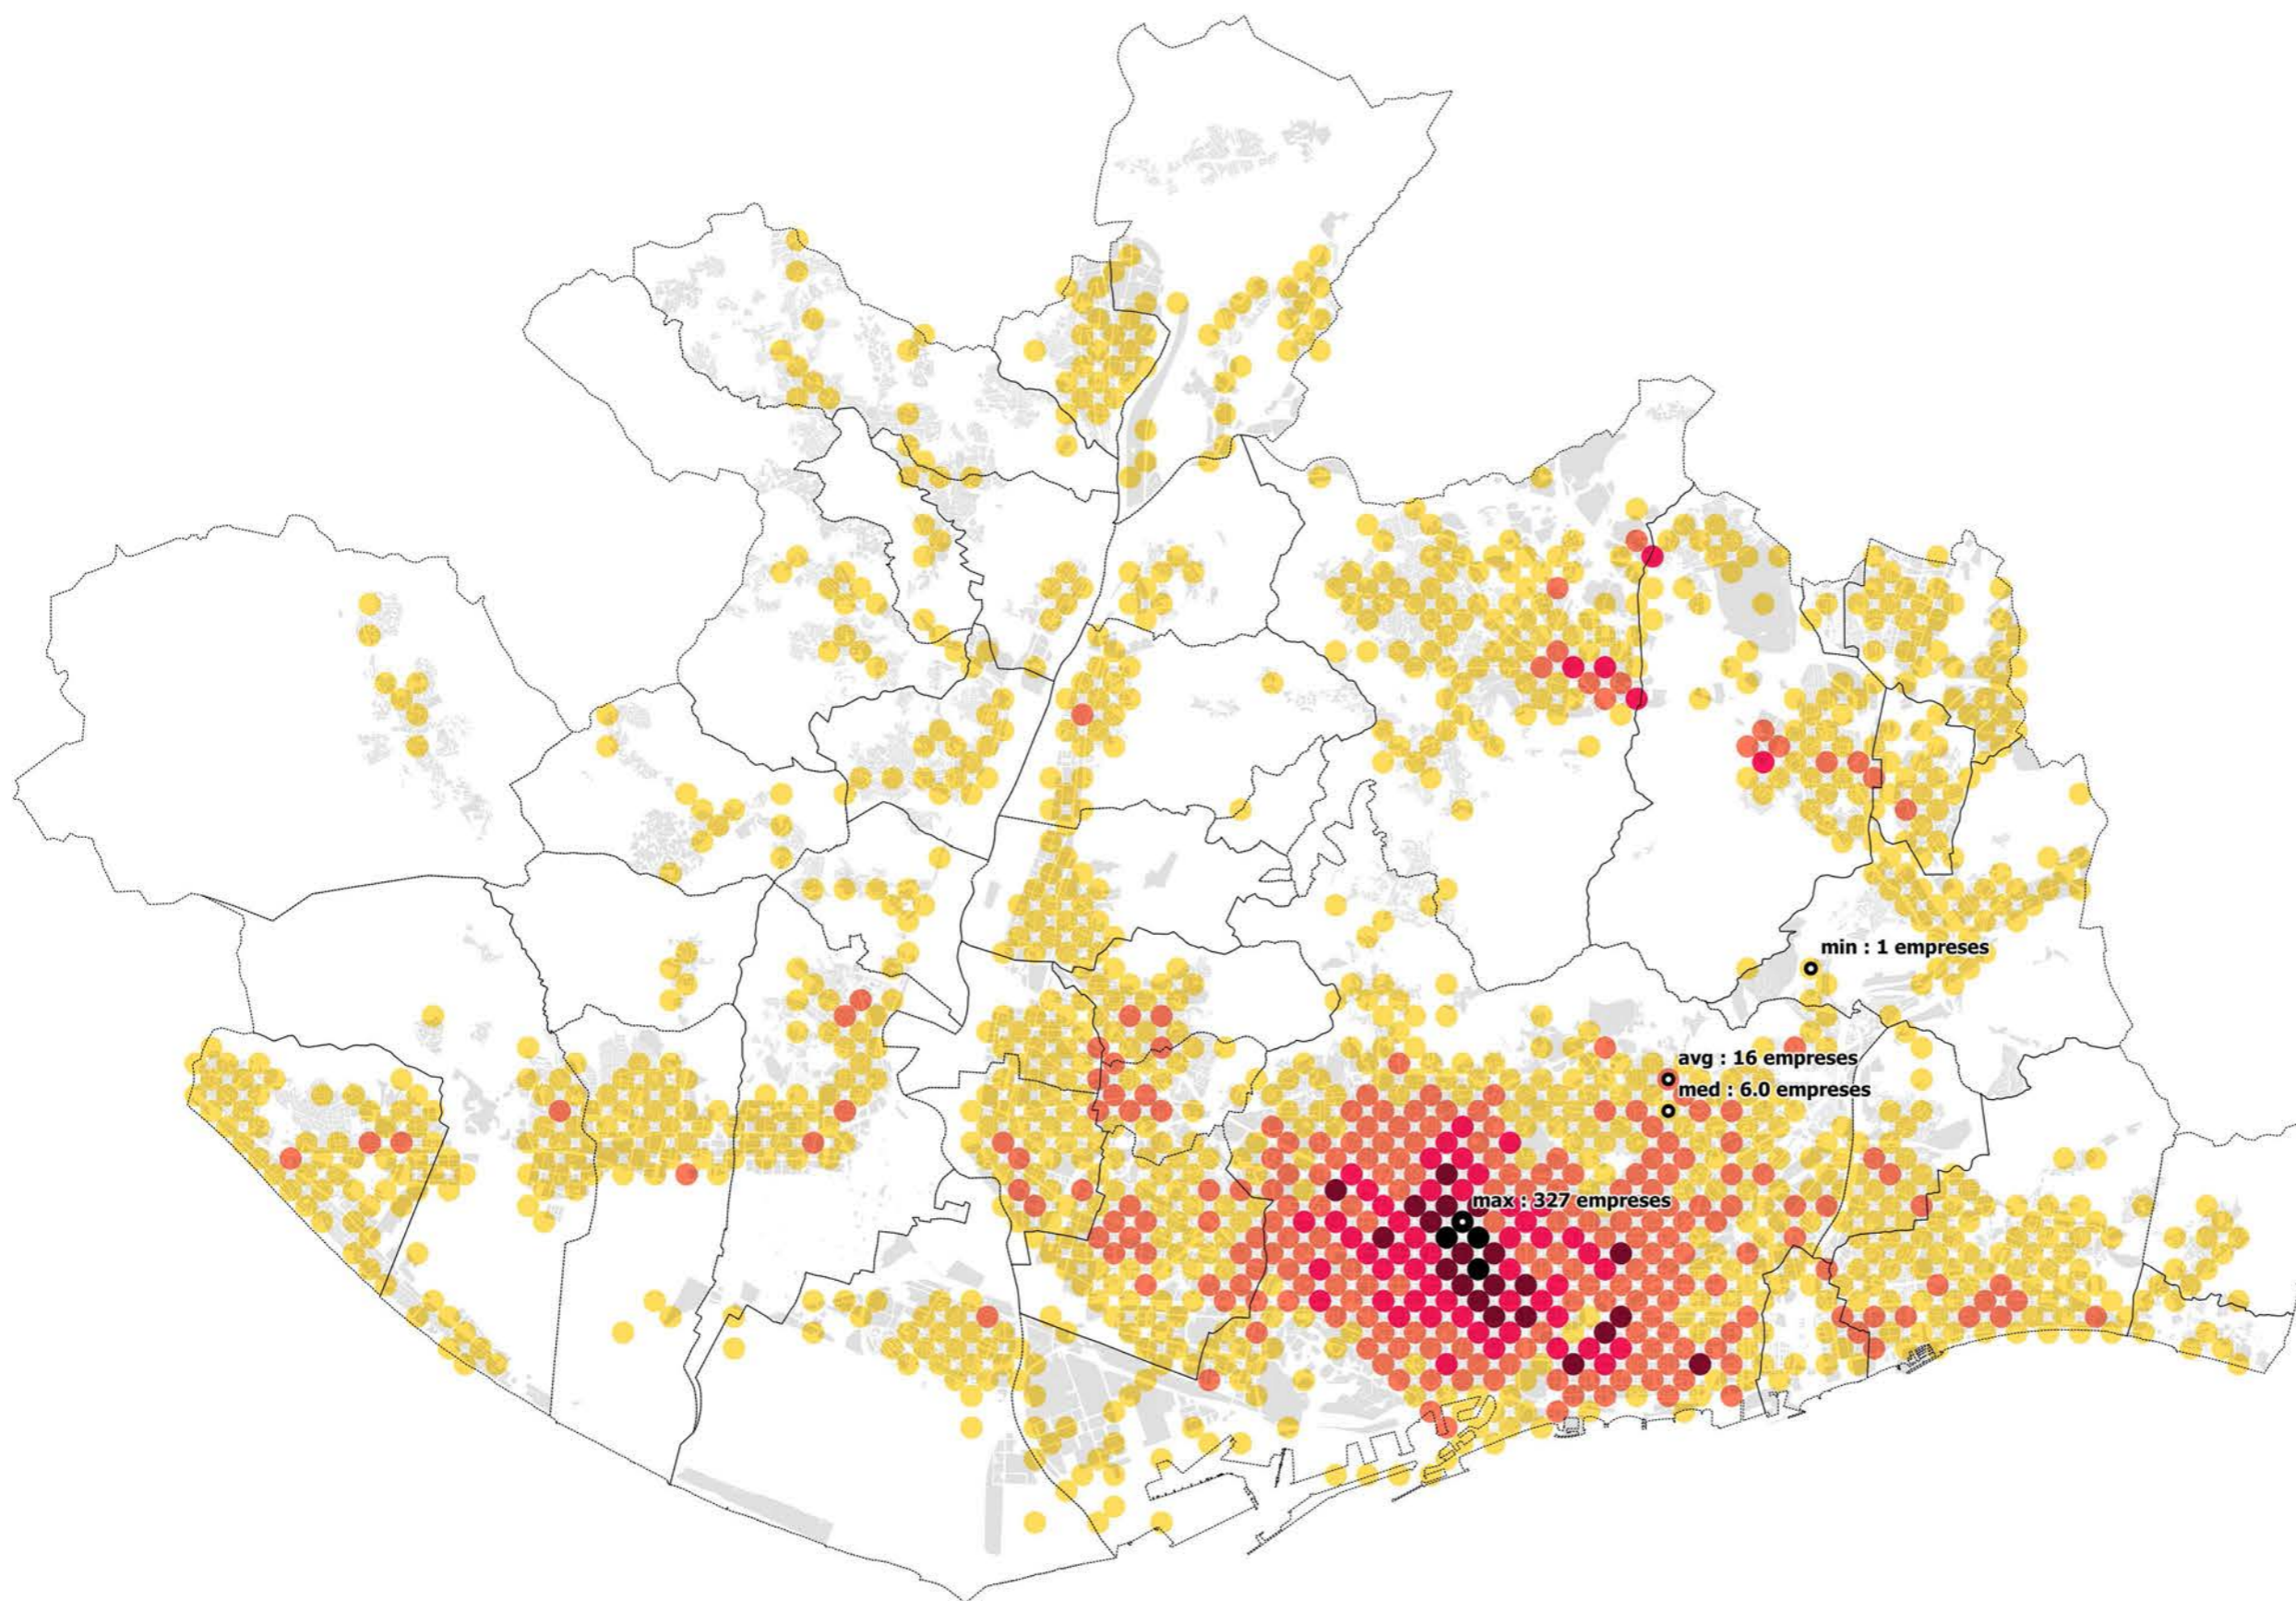 min : 1 empreses
avg : 16 empreses
med : 6.0 empreses
max : 327 empreses